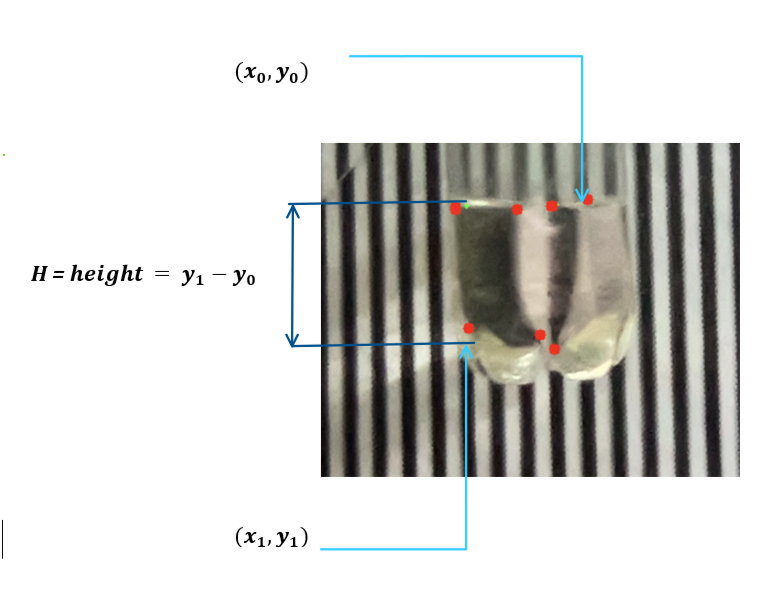 (x₀, y₀)
H = height = y₁ − y₀
(x₁, y₁)